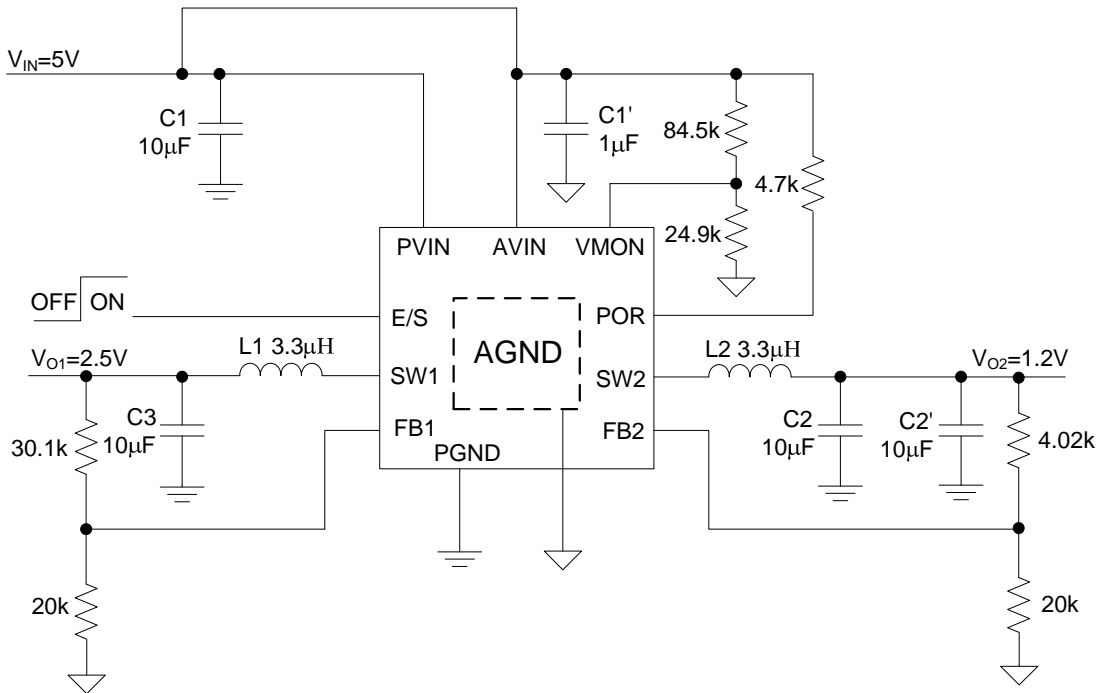 V_IN=5V
C1
10μF
C1'
1μF
84.5k
4.7k
24.9k
PVIN
AVIN
VMON
OFF
ON
E/S
POR
AGND
V_O1=2.5V
L1 3.3μH
SW1
SW2
L2 3.3μH
V_O2=1.2V
C3
10μF
30.1k
FB1
PGND
FB2
C2
10μF
C2'
10μF
4.02k
20k
20k